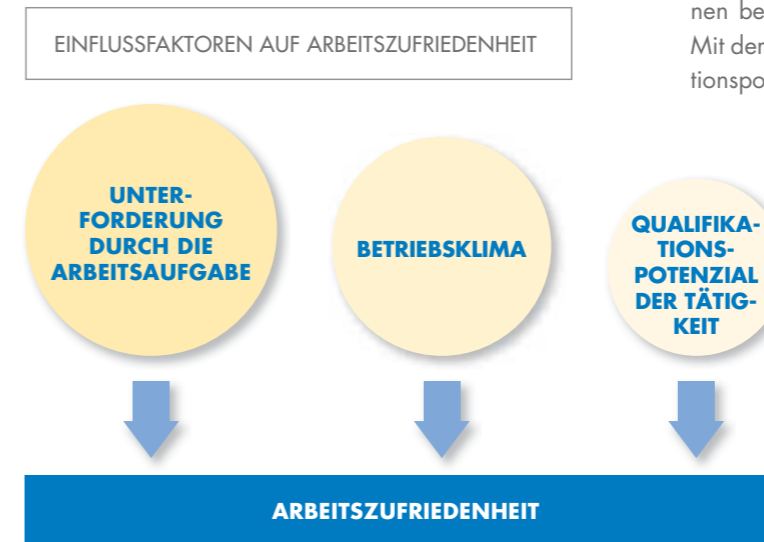 nen be
Mit der
tionspo
EINFLUSSFAKTOREN AUF ARBEITSZUFRIEDENHEIT
UNTER-
FORDERUNG
DURCH DIE
ARBEITSAUFGABE
BETRIEBSKLIMA
QUALIFIKA-
TIONS-
POTENZIAL
DER TÄTIG-
KEIT
ARBEITSZUFRIEDENHEIT